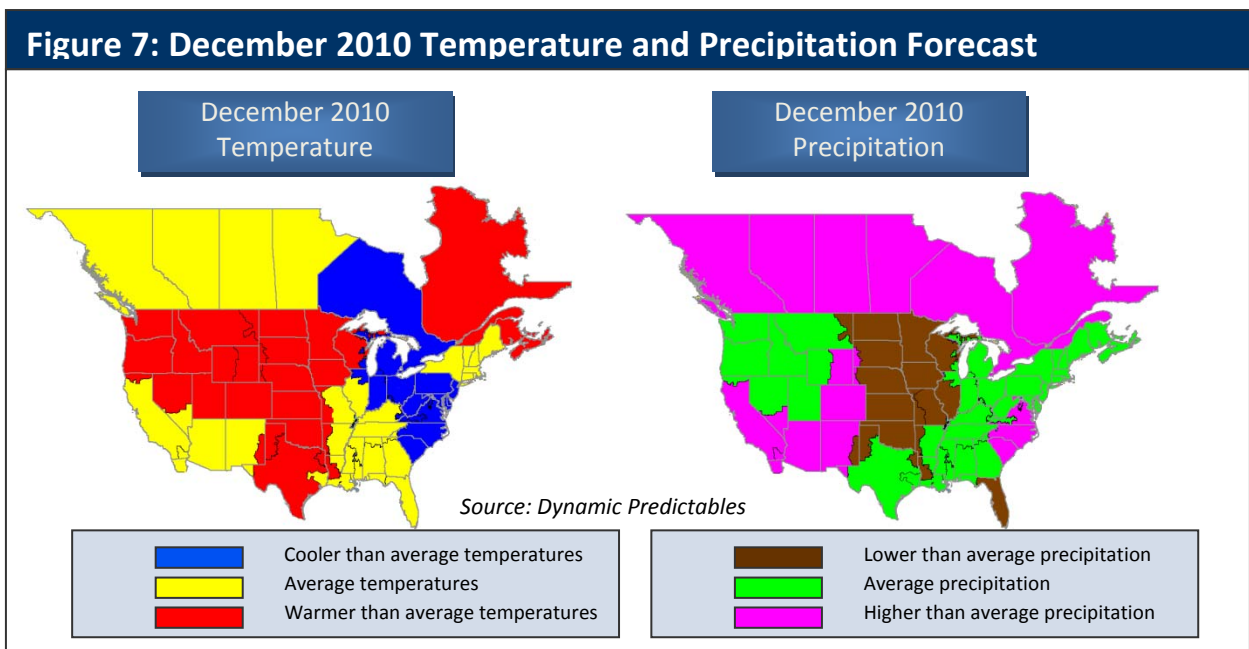 Figure 7: December 2010 Temperature and Precipitation Forecast
December 2010
Temperature
December 2010
Precipitation
Source: Dynamic Predictables
Cooler than average temperatures
Average temperatures
Warmer than average temperatures
Lower than average precipitation
Average precipitation
Higher than average precipitation